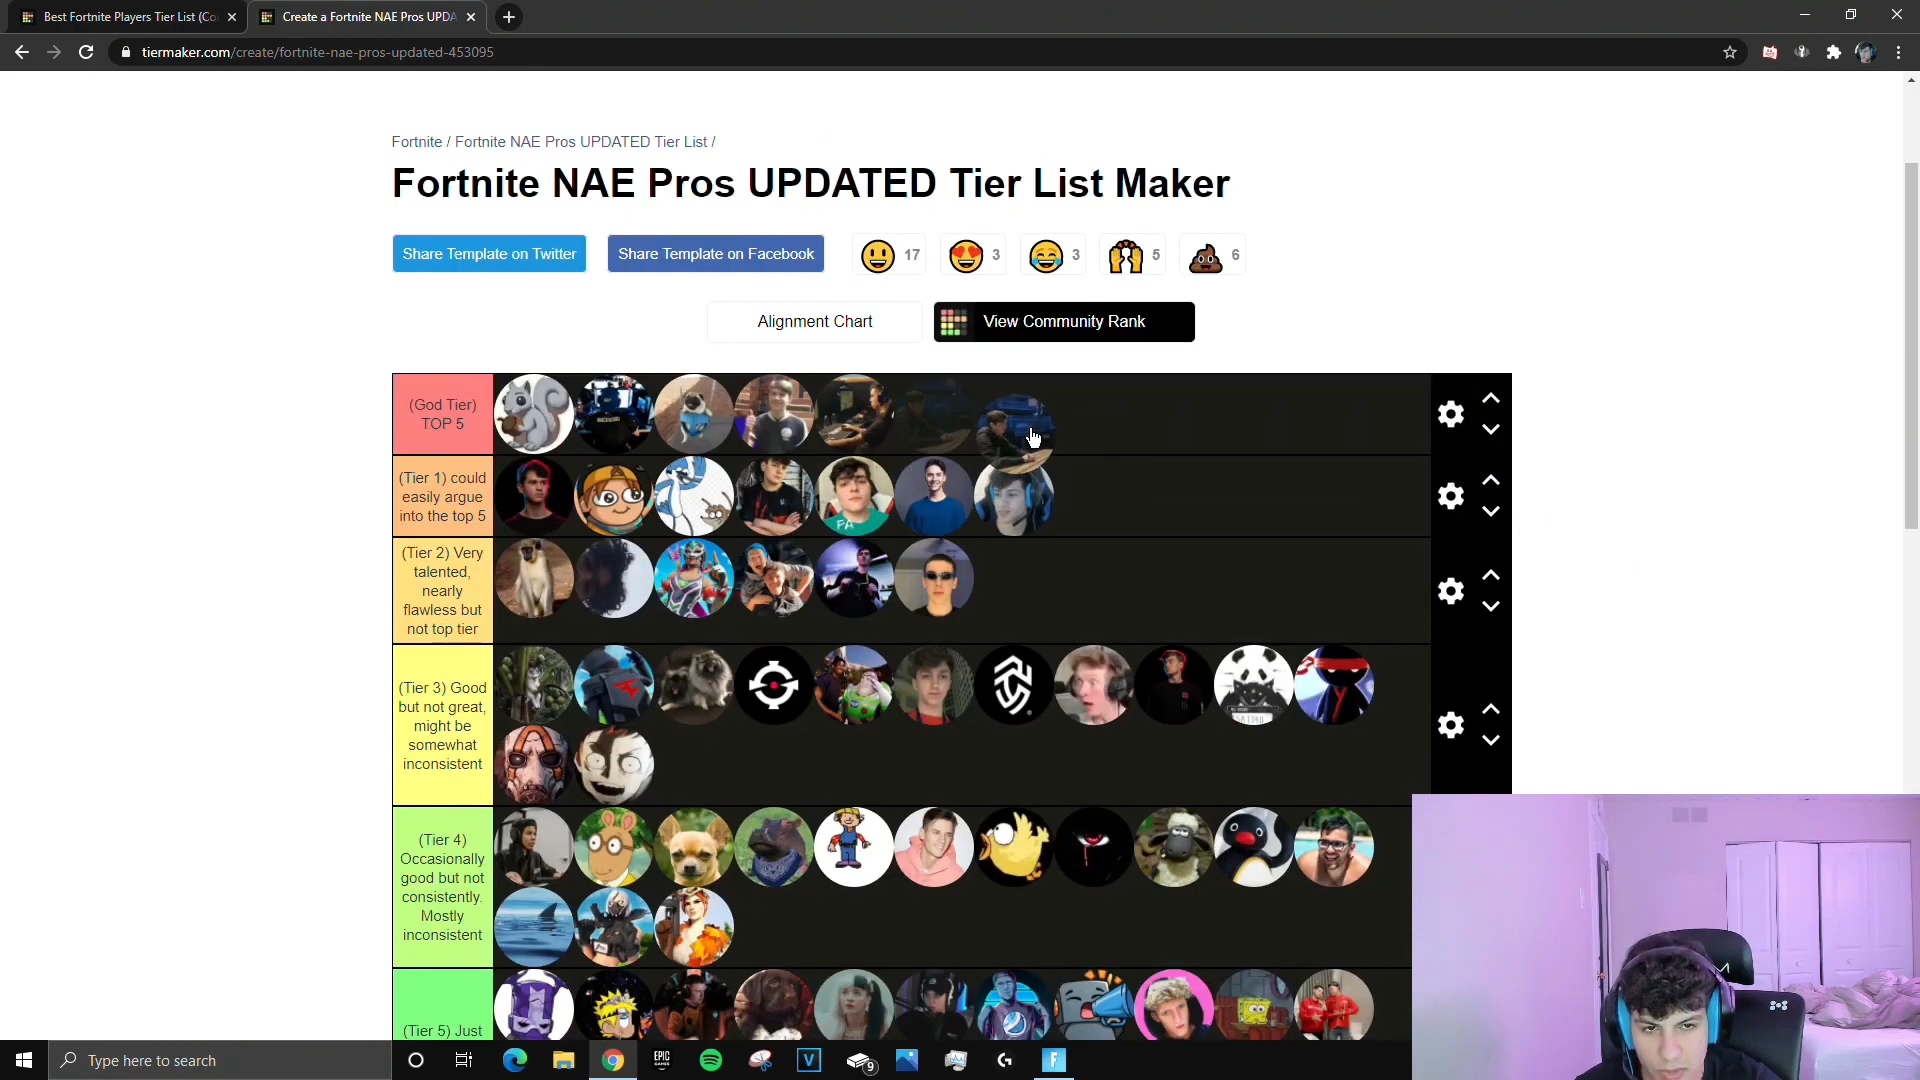 Best Fortnite Players Tier List (Co
Create a Fortnite NAE Pros UPDA
tiermaker.com/create/fortnite-nae-pros-updated-453095
Fortnite / Fortnite NAE Pros UPDATED Tier List /
Fortnite NAE Pros UPDATED Tier List Maker
Share Template on Twitter
Share Template on Facebook
17
3
3
5
6
Alignment Chart
View Community Rank
(God Tier)
TOP 5
(Tier 1) could
easily argue
into the top 5
FA
(Tier 2) Very
talented,
nearly
flawless but
not top tier
(Tier 3) Good
but not great,
might be
somewhat
inconsistent
(Tier 4)
Occasionally
good but not
consistently.
Mostly
inconsistent
(Tier 5) Just
Type here to search
EPIC
GAMES
V
9
F